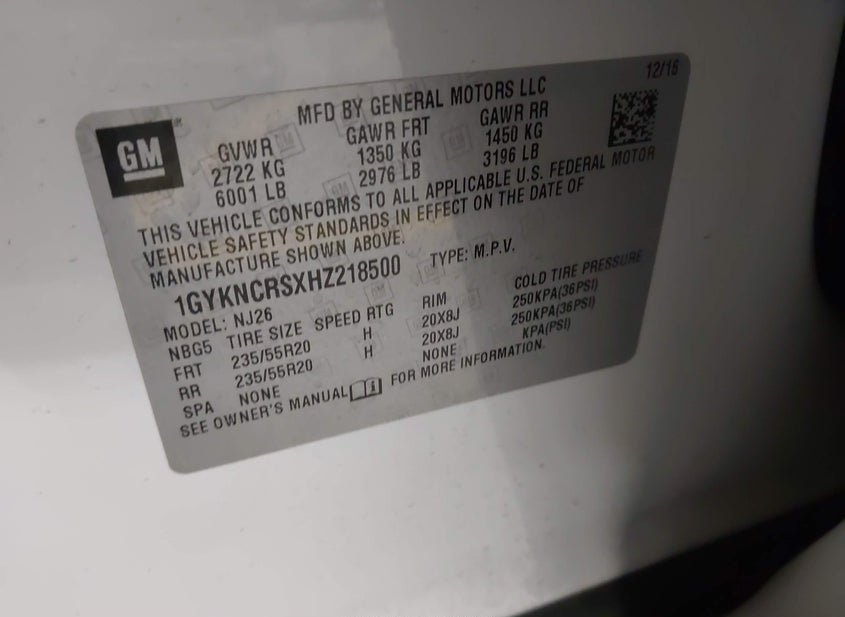 12/16
MFD BY GENERAL MOTORS LLC
GM
GVWR GAWR FRT GAWR RR
2722 KG 1350 KG 1450 KG
6001 LB 2976 LB 3196 LB
THIS VEHICLE CONFORMS TO ALL APPLICABLE U.S. FEDERAL MOTOR
VEHICLE SAFETY STANDARDS IN EFFECT ON THE DATE OF
MANUFACTURE SHOWN ABOVE.
1GYKNCRSXHZ218500 TYPE: M.P.V.
MODEL: NJ26
NBG5 TIRE SIZE SPEED RTG RIM COLD TIRE PRESSURE
FRT 235/55R20 H 20X8J 250KPA(36PSI)
RR 235/55R20 H 20X8J 250KPA(36PSI)
SPA NONE NONE KPA(PSI)
SEE OWNER'S MANUAL FOR MORE INFORMATION.